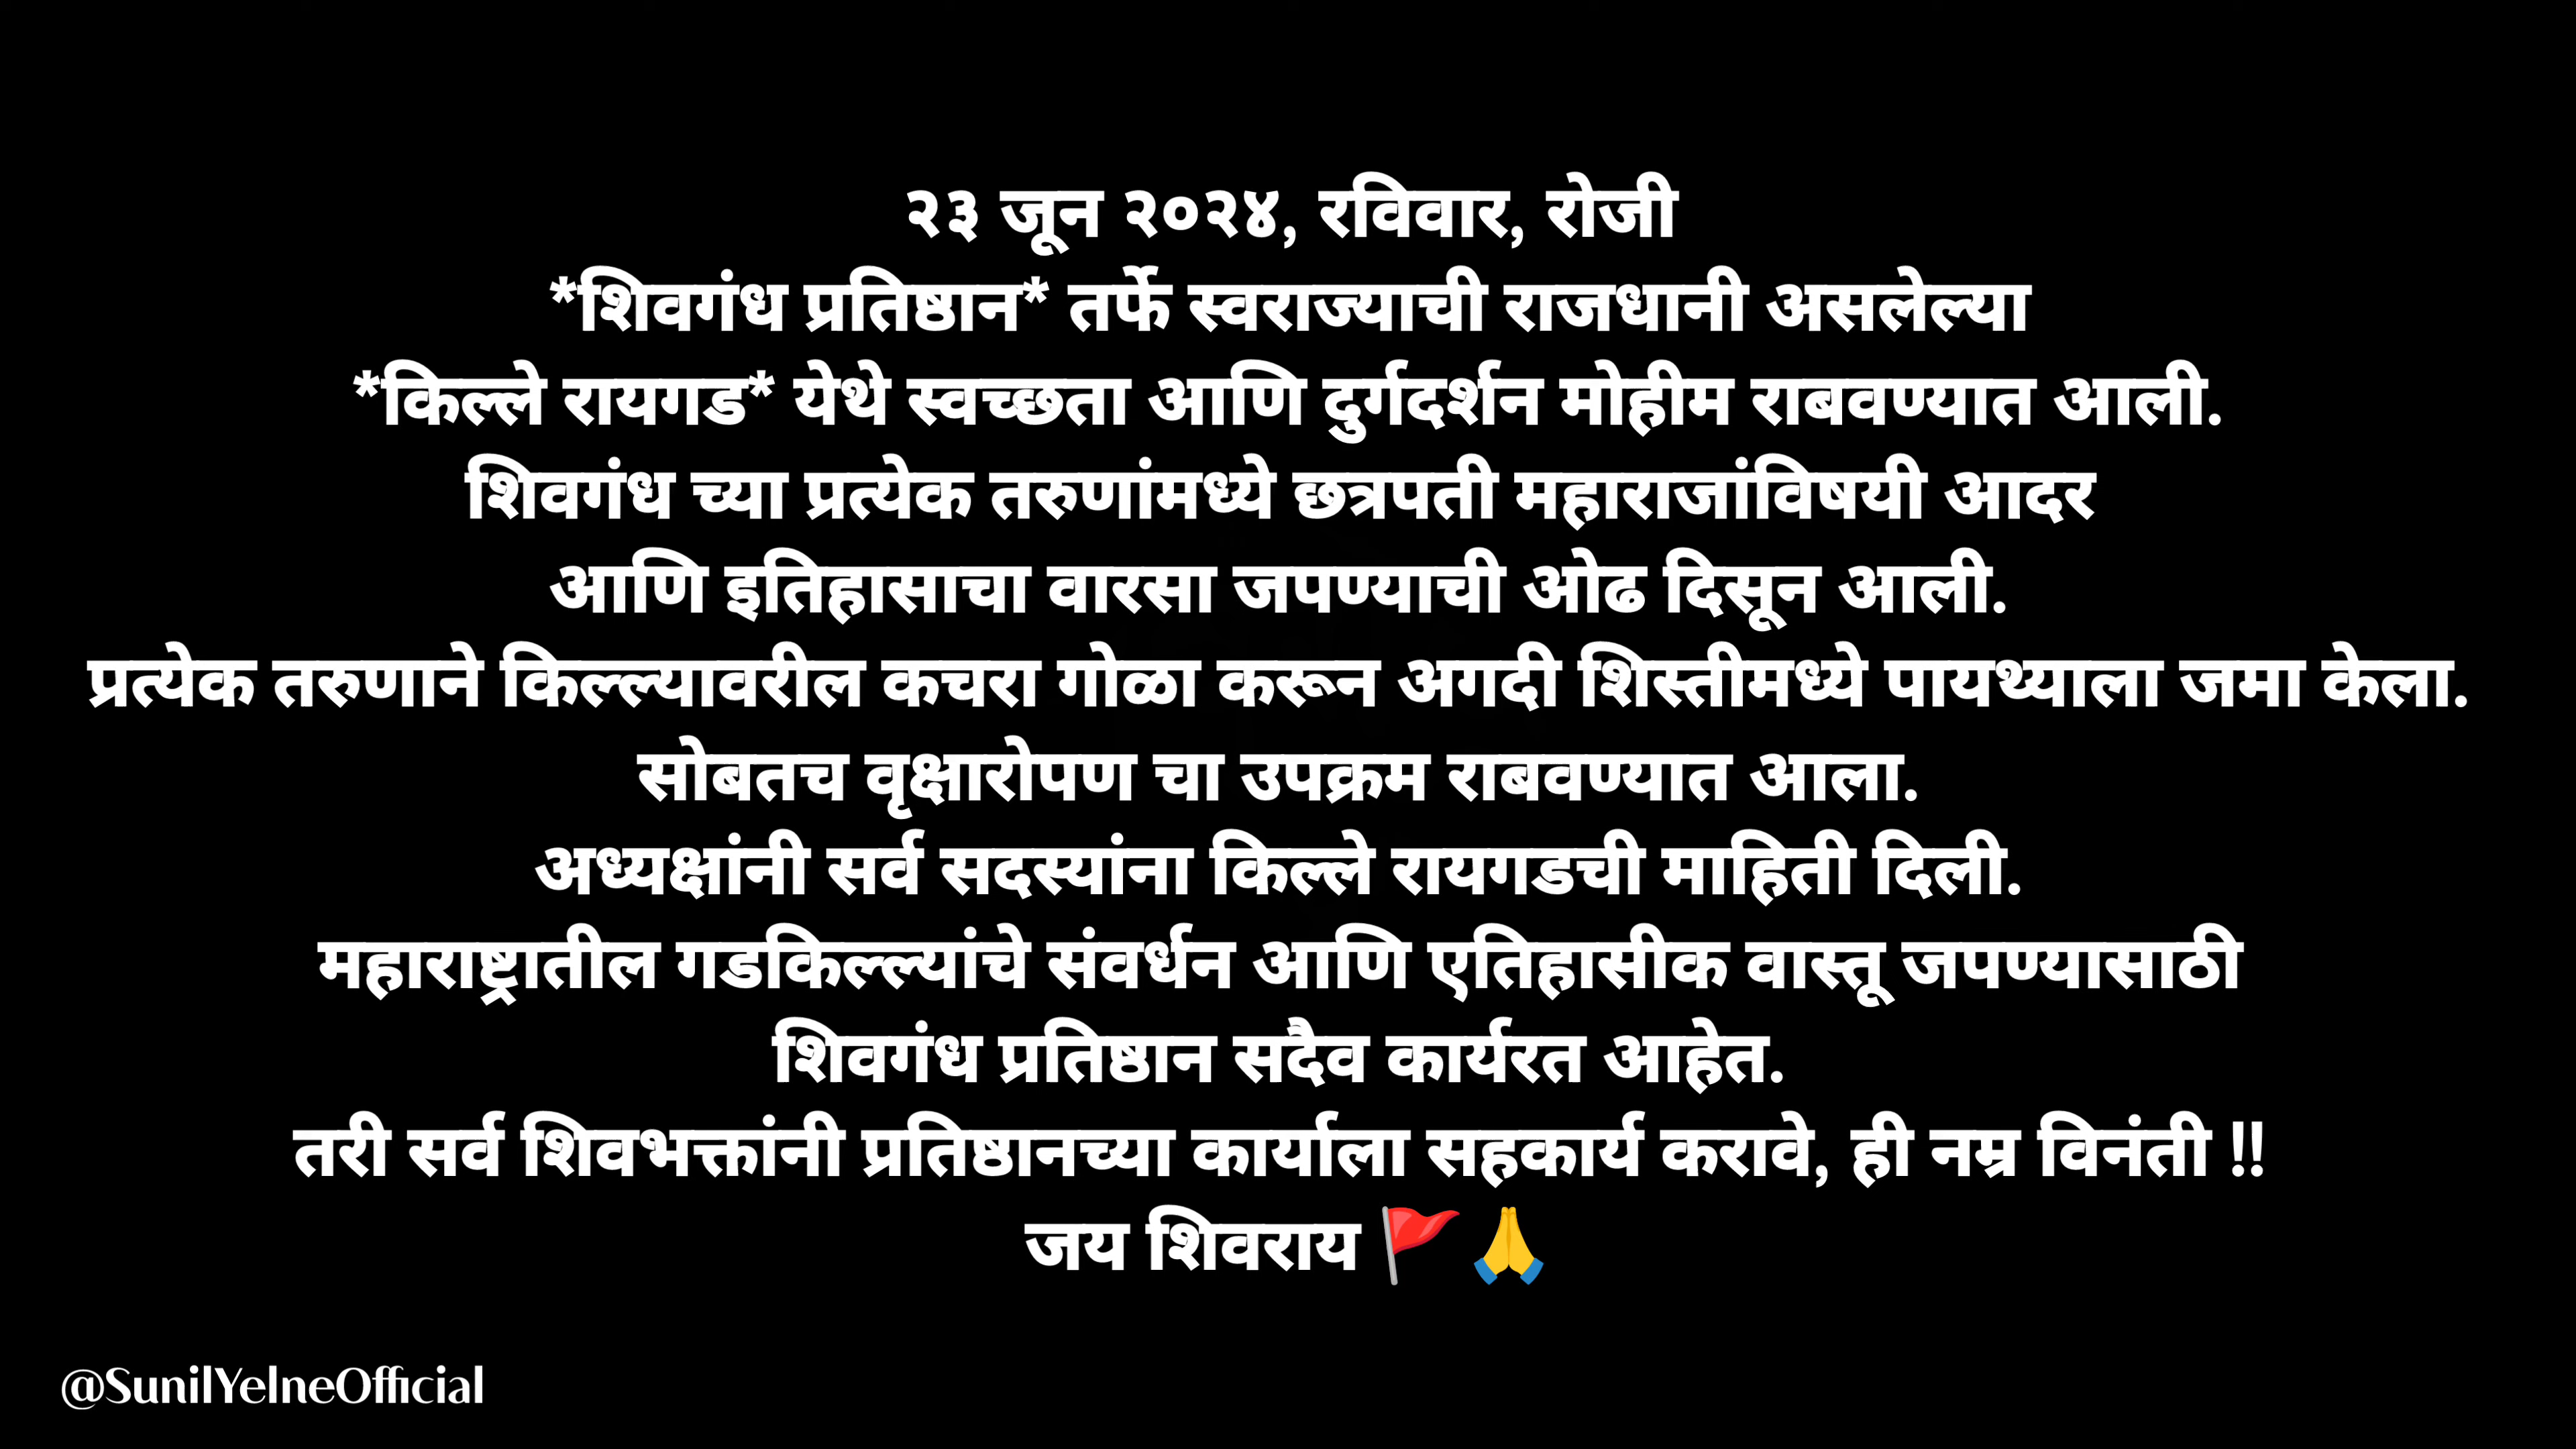 २३ जून २०२४, रविवार, रोजी
*शिवगंध प्रतिष्ठान* तर्फे स्वराज्याची राजधानी असलेल्या
*किल्ले रायगड* येथे स्वच्छता आणि दुर्गदर्शन मोहीम राबवण्यात आली.
शिवगंध च्या प्रत्येक तरुणांमध्ये छत्रपती महाराजांविषयी आदर
आणि इतिहासाचा वारसा जपण्याची ओढ दिसून आली.
प्रत्येक तरुणाने किल्ल्यावरील कचरा गोळा करून अगदी शिस्तीमध्ये पायथ्याला जमा केला.
सोबतच वृक्षारोपण चा उपक्रम राबवण्यात आला.
अध्यक्षांनी सर्व सदस्यांना किल्ले रायगडची माहिती दिली.
महाराष्ट्रातील गडकिल्ल्यांचे संवर्धन आणि एतिहासीक वास्तू जपण्यासाठी
शिवगंध प्रतिष्ठान सदैव कार्यरत आहेत.
तरी सर्व शिवभक्तांनी प्रतिष्ठानच्या कार्याला सहकार्य करावे, ही नम्र विनंती !!
जय शिवराय 🚩🙏
@SunilYelneOfficial